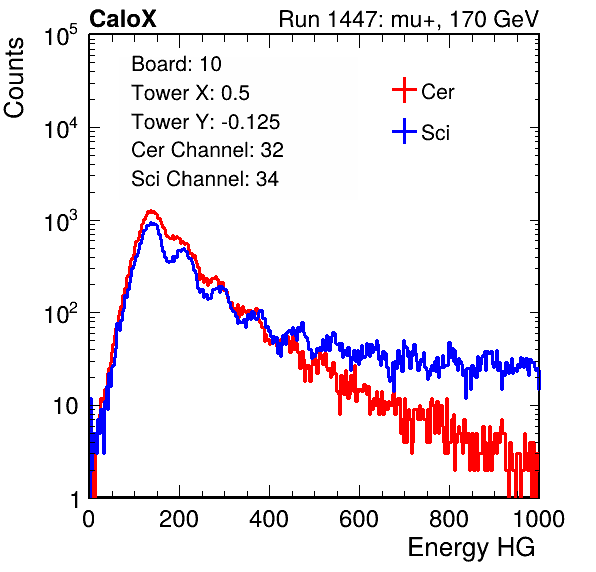 CaloX Run 1447: mu+, 170 GeV
Counts
10^5
10^4
10^3
10^2
10
1
Board: 10
Tower X: 0.5
Tower Y: -0.125
Cer Channel: 32
Sci Channel: 34
Cer
Sci
0 200 400 600 800 1000
Energy HG